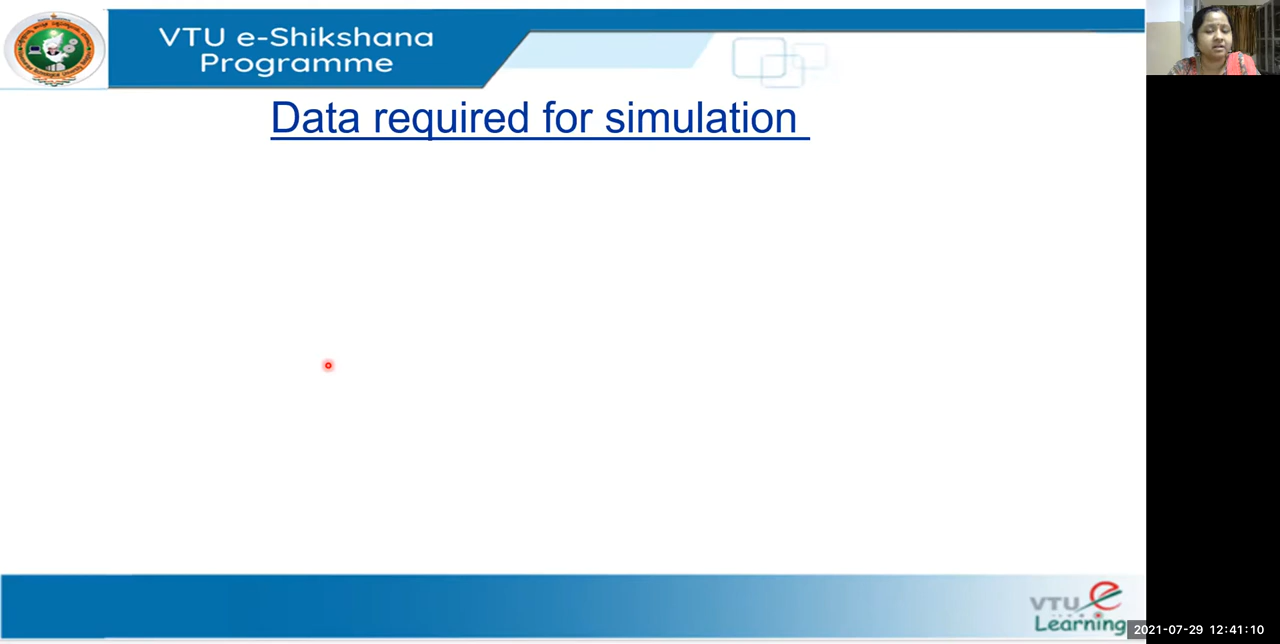 VTU e-Shikshana
Programme
Data required for simulation
VTU e
Learning
2021-07-29 12:41:10